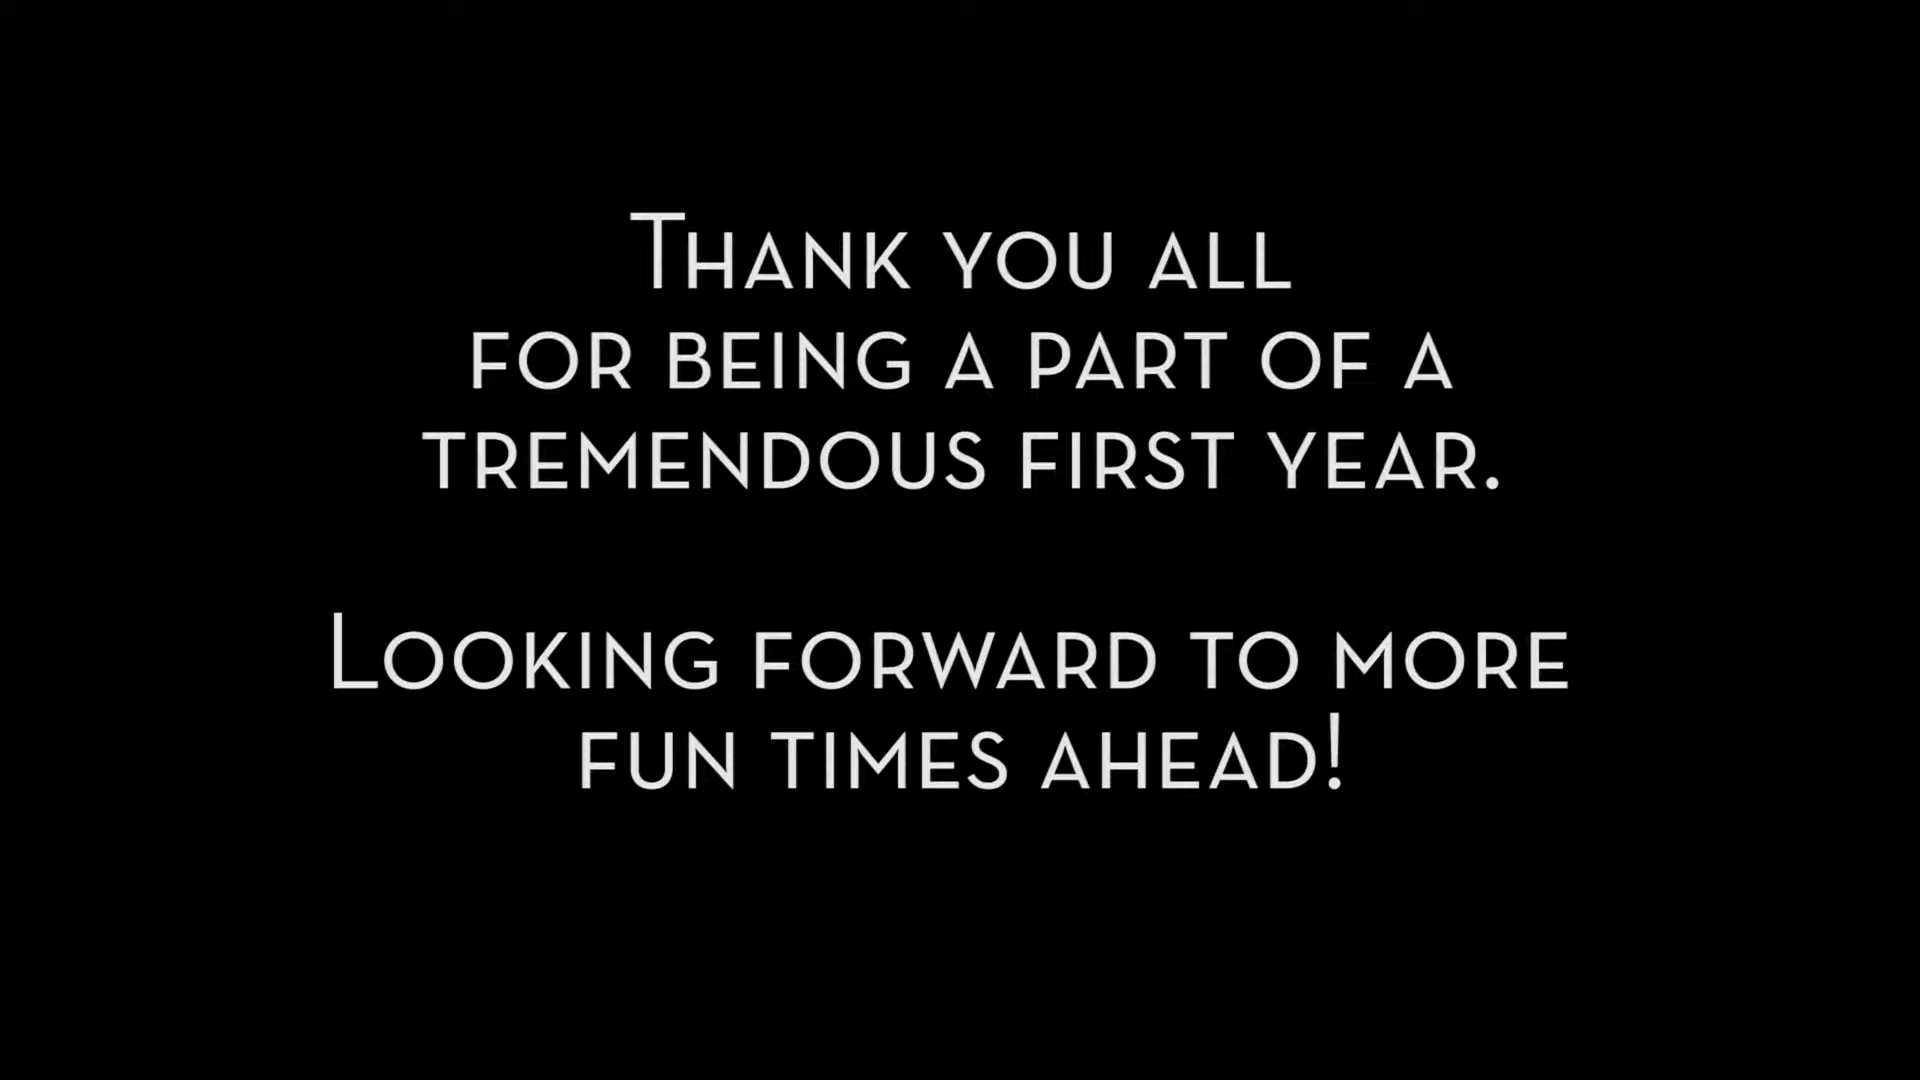 Thank you all
for being a part of a
tremendous first year.
Looking forward to more
fun times ahead!